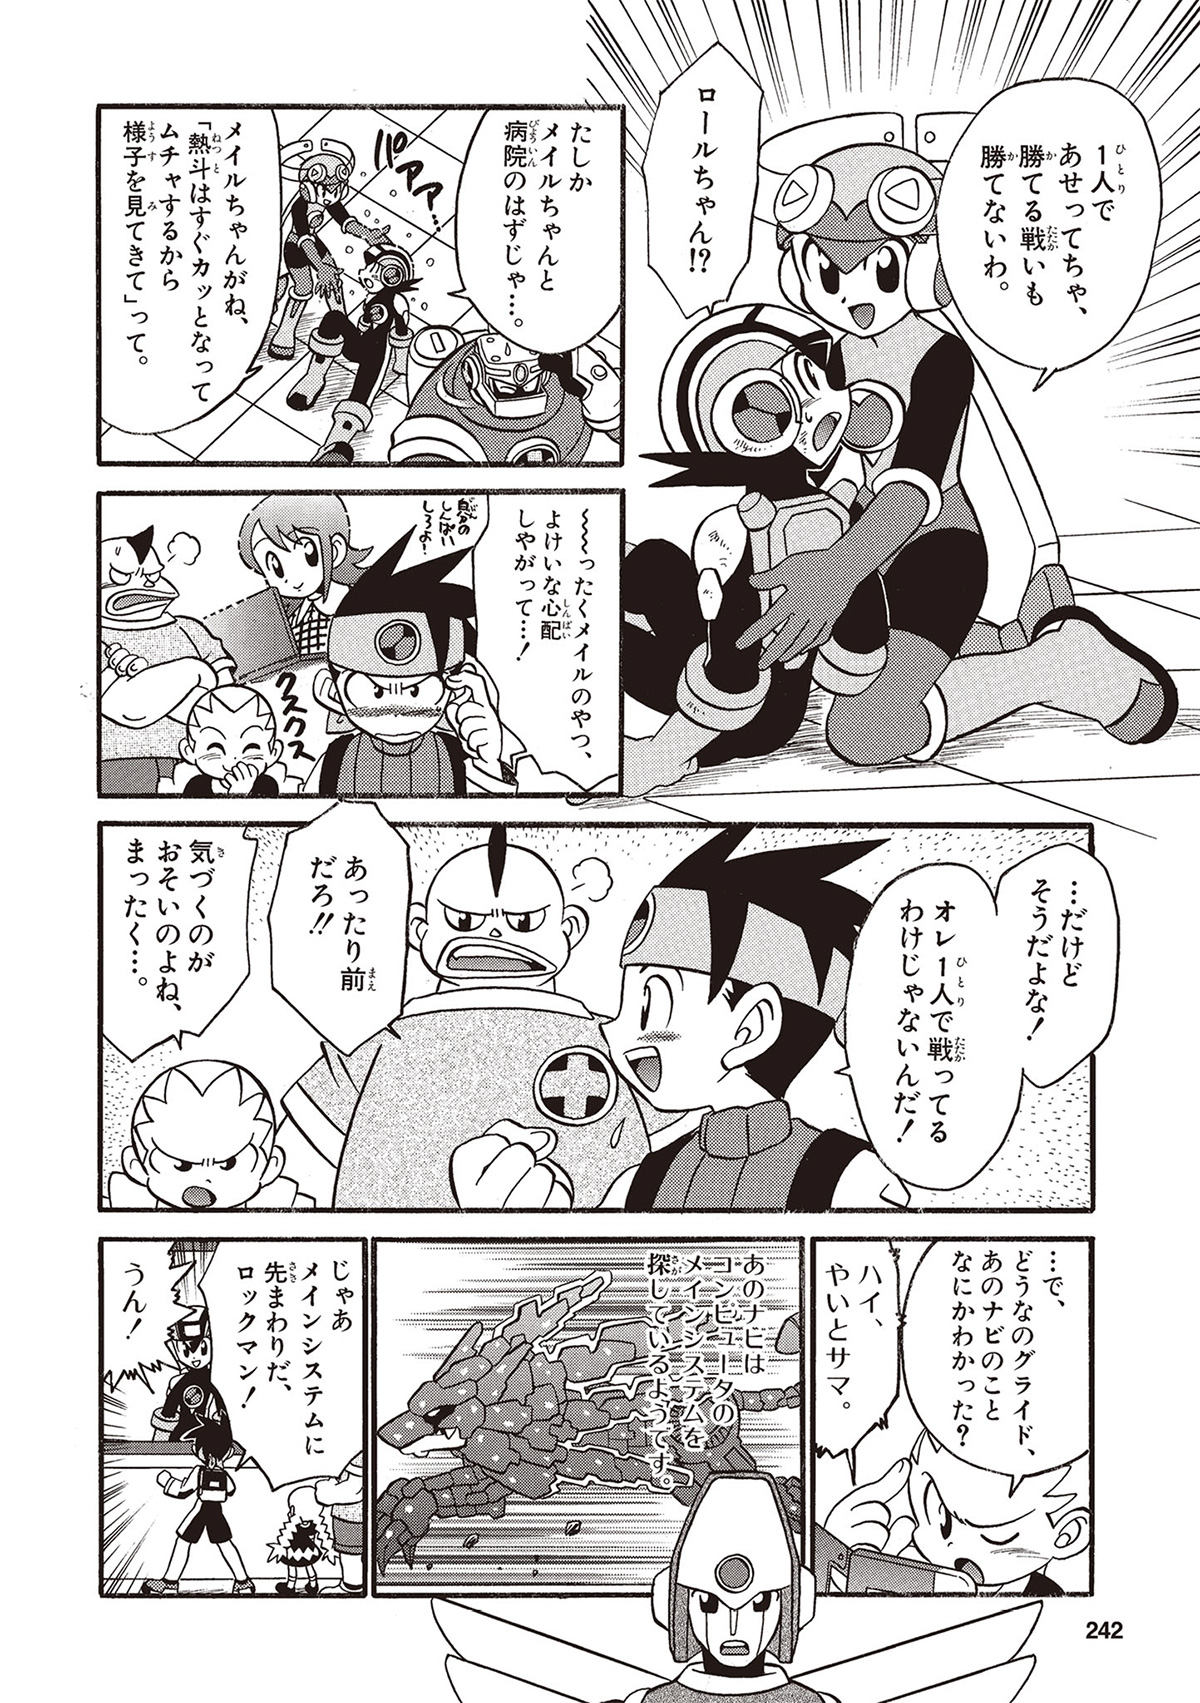 1人で
あせってちゃ、
勝てる戦いも
勝てないわ。
ロールちゃん!?
たしか
メイルちゃんと
病院のはずじゃ…。
パアアア…
メイルちゃんがね、
「熱斗はすぐカッとなって
ムチャするから
様子を見てきて」って。
〜〜〜ったくメイルのやつ、
よけいな心配
しやがって…!
自分の
しんぱい
しろよ!
クスクス
…だけど
そうだよな!
オレ1人で戦ってる
わけじゃないんだ!
あったり前
だろ!!
気づくのが
おそいのよね、
まったく…。
…で、
どうなのグライド、
あのナビのこと
なにかわかった?
ハイ、
やいとサマ。
あのナビは
コンピュータの
メインシステムを
探しているようです。
じゃあ
メインシステムに
先まわりだ、
ロックマン!
うん!
242